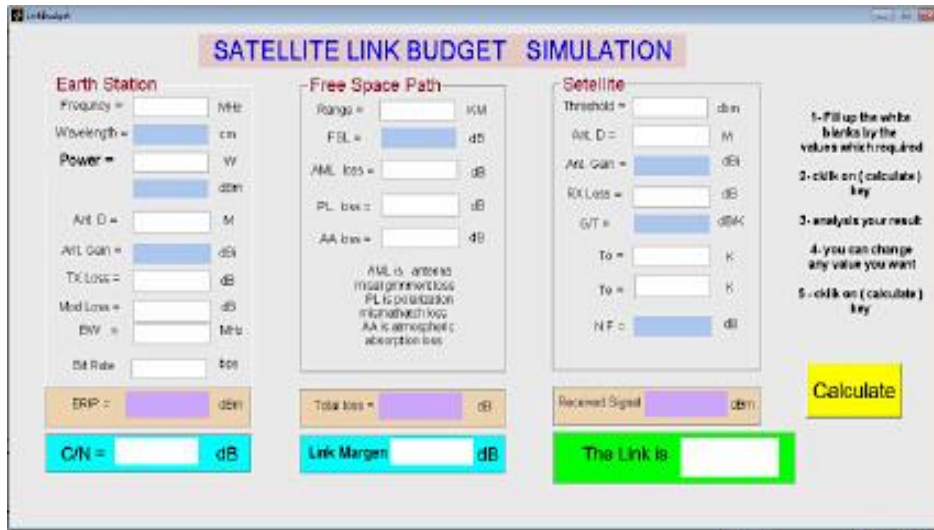 linkbudget
SATELLITE LINK BUDGET SIMULATION
Earth Station
Frequncy = MHz
Wavelength = cm
Power = W
dBm
Ant. D = M
Ant. Gain = dBi
TX Loss = dB
Mod Loss = dB
BW = MHz
Bit Rate bps
ERIP = dBm
C/N = dB
Free Space Path
Range = KM
FSL = dB
AML loss = dB
PL loss = dB
AA loss = dB
AML is antenna
misalignment loss
PL is polarization
mismatch loss
AA is atmospheric
absorption loss
Total loss = dB
Link Margen dB
Setellite
Threshold = dbm
Ant. D = M
Ant. Gain = dBi
RX Loss = dB
G/T = dB/K
To = K
Te = K
N F = dB
Received Signal dBm
The Link is
1- Fill up the white
blanks by the
values which required
2- cklik on ( calculate )
key
3- analysis your result
4- you can change
any value you want
5 - cklik on ( calculate )
key
Calculate